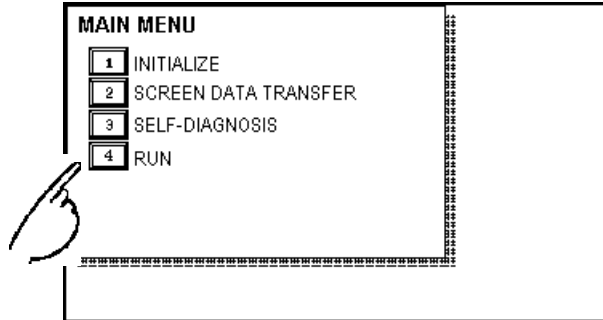 MAIN MENU
1 INITIALIZE
2 SCREEN DATA TRANSFER
3 SELF-DIAGNOSIS
4 RUN